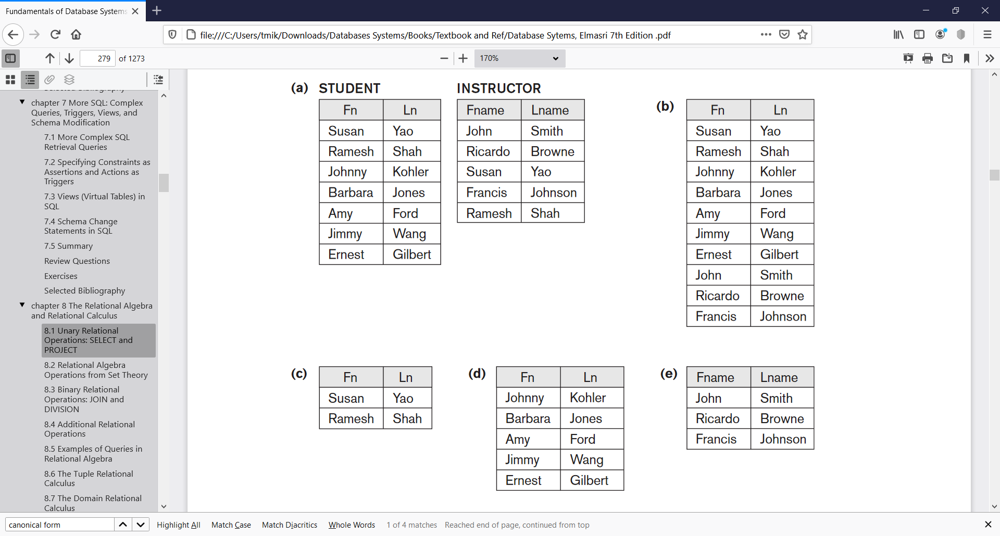 Fundamentals of Database Systems
file:///C:/Users/tmik/Downloads/Databases Systems/Books/Textbook and Ref/Database Sytems, Elmasri 7th Edition .pdf
279 of 1273
170%
Selected Bibliography
chapter 7 More SQL: Complex
Queries, Triggers, Views, and
Schema Modification
7.1 More Complex SQL
Retrieval Queries
7.2 Specifying Constraints as
Assertions and Actions as
Triggers
7.3 Views (Virtual Tables) in
SQL
7.4 Schema Change
Statements in SQL
7.5 Summary
Review Questions
Exercises
Selected Bibliography
chapter 8 The Relational Algebra
and Relational Calculus
8.1 Unary Relational
Operations: SELECT and
PROJECT
8.2 Relational Algebra
Operations from Set Theory
8.3 Binary Relational
Operations: JOIN and
DIVISION
8.4 Additional Relational
Operations
8.5 Examples of Queries in
Relational Algebra
8.6 The Tuple Relational
Calculus
8.7 The Domain Relational
Calculus
(a) STUDENT
Fn Ln
Susan Yao
Ramesh Shah
Johnny Kohler
Barbara Jones
Amy Ford
Jimmy Wang
Ernest Gilbert
INSTRUCTOR
Fname Lname
John Smith
Ricardo Browne
Susan Yao
Francis Johnson
Ramesh Shah
(b)
Fn Ln
Susan Yao
Ramesh Shah
Johnny Kohler
Barbara Jones
Amy Ford
Jimmy Wang
Ernest Gilbert
John Smith
Ricardo Browne
Francis Johnson
(c)
Fn Ln
Susan Yao
Ramesh Shah
(d)
Fn Ln
Johnny Kohler
Barbara Jones
Amy Ford
Jimmy Wang
Ernest Gilbert
(e)
Fname Lname
John Smith
Ricardo Browne
Francis Johnson
canonical form Highlight All Match Case Match Diacritics Whole Words 1 of 4 matches Reached end of page, continued from top